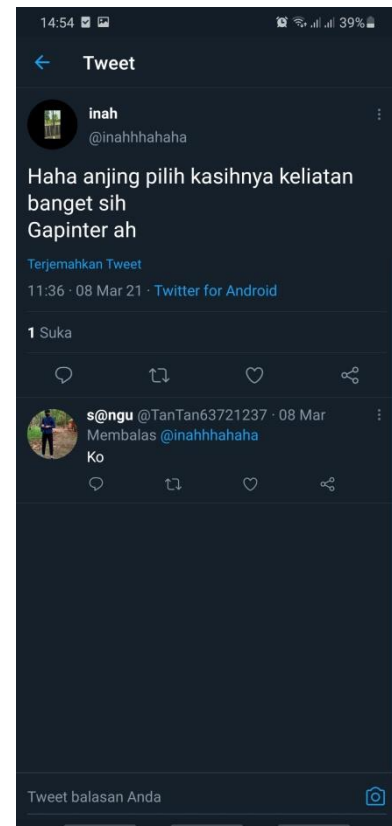 14:54 39%
Tweet
inah
@inahhhahaha
Haha anjing pilih kasihnya keliatan
banget sih
Gapinter ah
Terjemahkan Tweet
11:36 · 08 Mar 21 · Twitter for Android
1 Suka
s@ngu @TanTan63721237 · 08 Mar
Membalas @inahhhahaha
Ko
Tweet balasan Anda